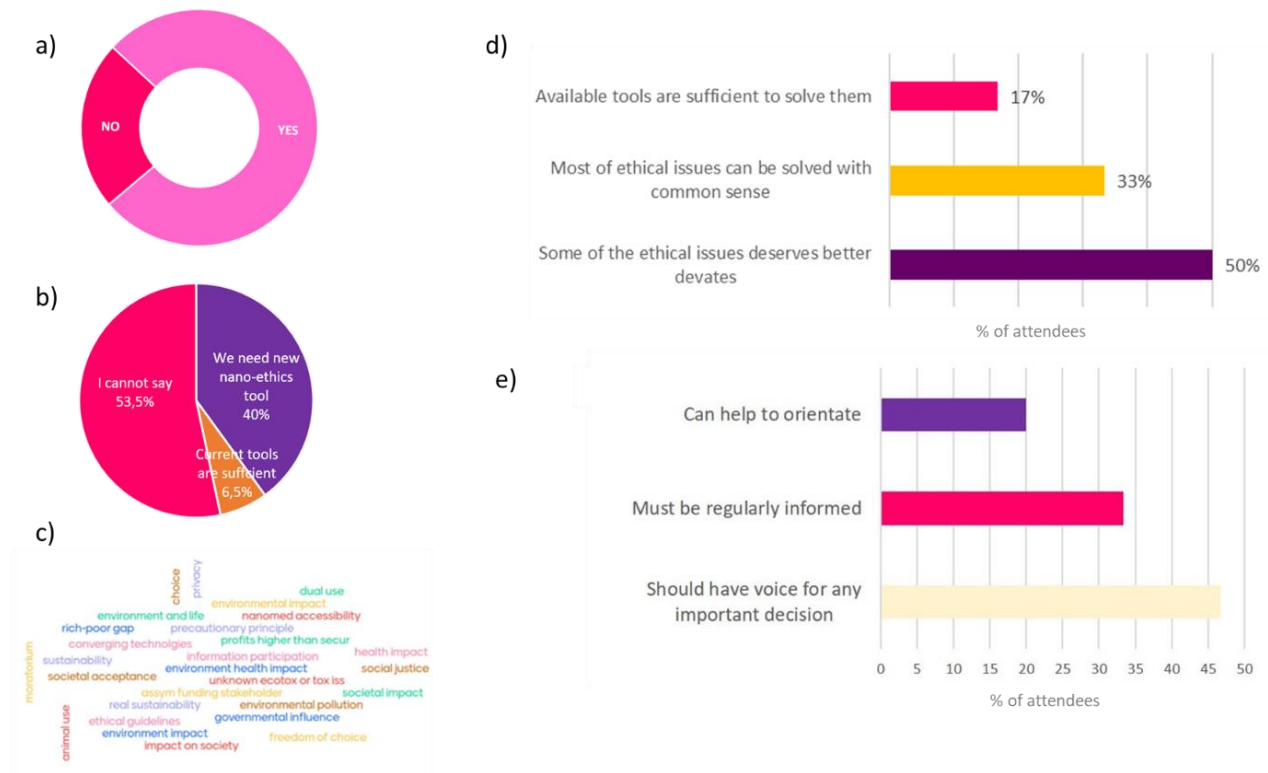 a)
NO
YES
b)
I cannot say
53,5%
We need new
nano-ethics
tool
40%
Current tools
are suffcient
6,5%
c)
choice
privacy
dual use
environmental impact
environment and life
nanomed accessibility
rich-poor gap
precautionary principle
profits higher than secur
converging technolgies
information participation
health impact
moratorium
sustainability
environment health impact
social justice
societal acceptance
unknown ecotox or tox iss
assym funding stakeholder
societal impact
real sustainability
environmental pollution
animal use
ethical guidelines
governmental influence
environment impact
freedom of choice
impact on society
d)
Available tools are sufficient to solve them
17%
Most of ethical issues can be solved with
common sense
33%
Some of the ethical issues deserves better
devates
50%
% of attendees
e)
Can help to orientate
Must be regularly informed
Should have voice for any
important decision
0 5 10 15 20 25 30 35 40 45 50
% of attendees